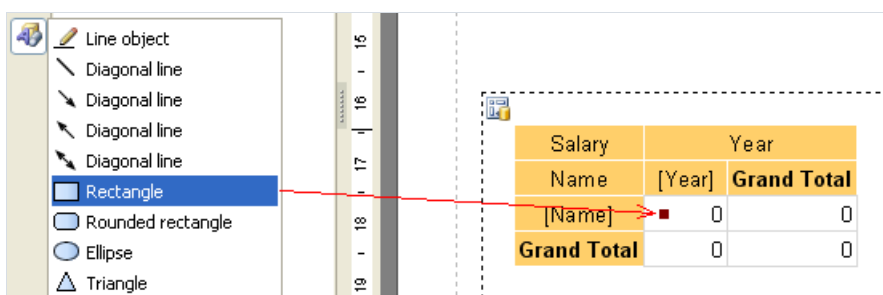 Line object
Diagonal line
Diagonal line
Diagonal line
Diagonal line
Rectangle
Rounded rectangle
Ellipse
Triangle
15
16
17
18
19
Salary Year
Name [Year] Grand Total
[Name] 0 0
Grand Total 0 0